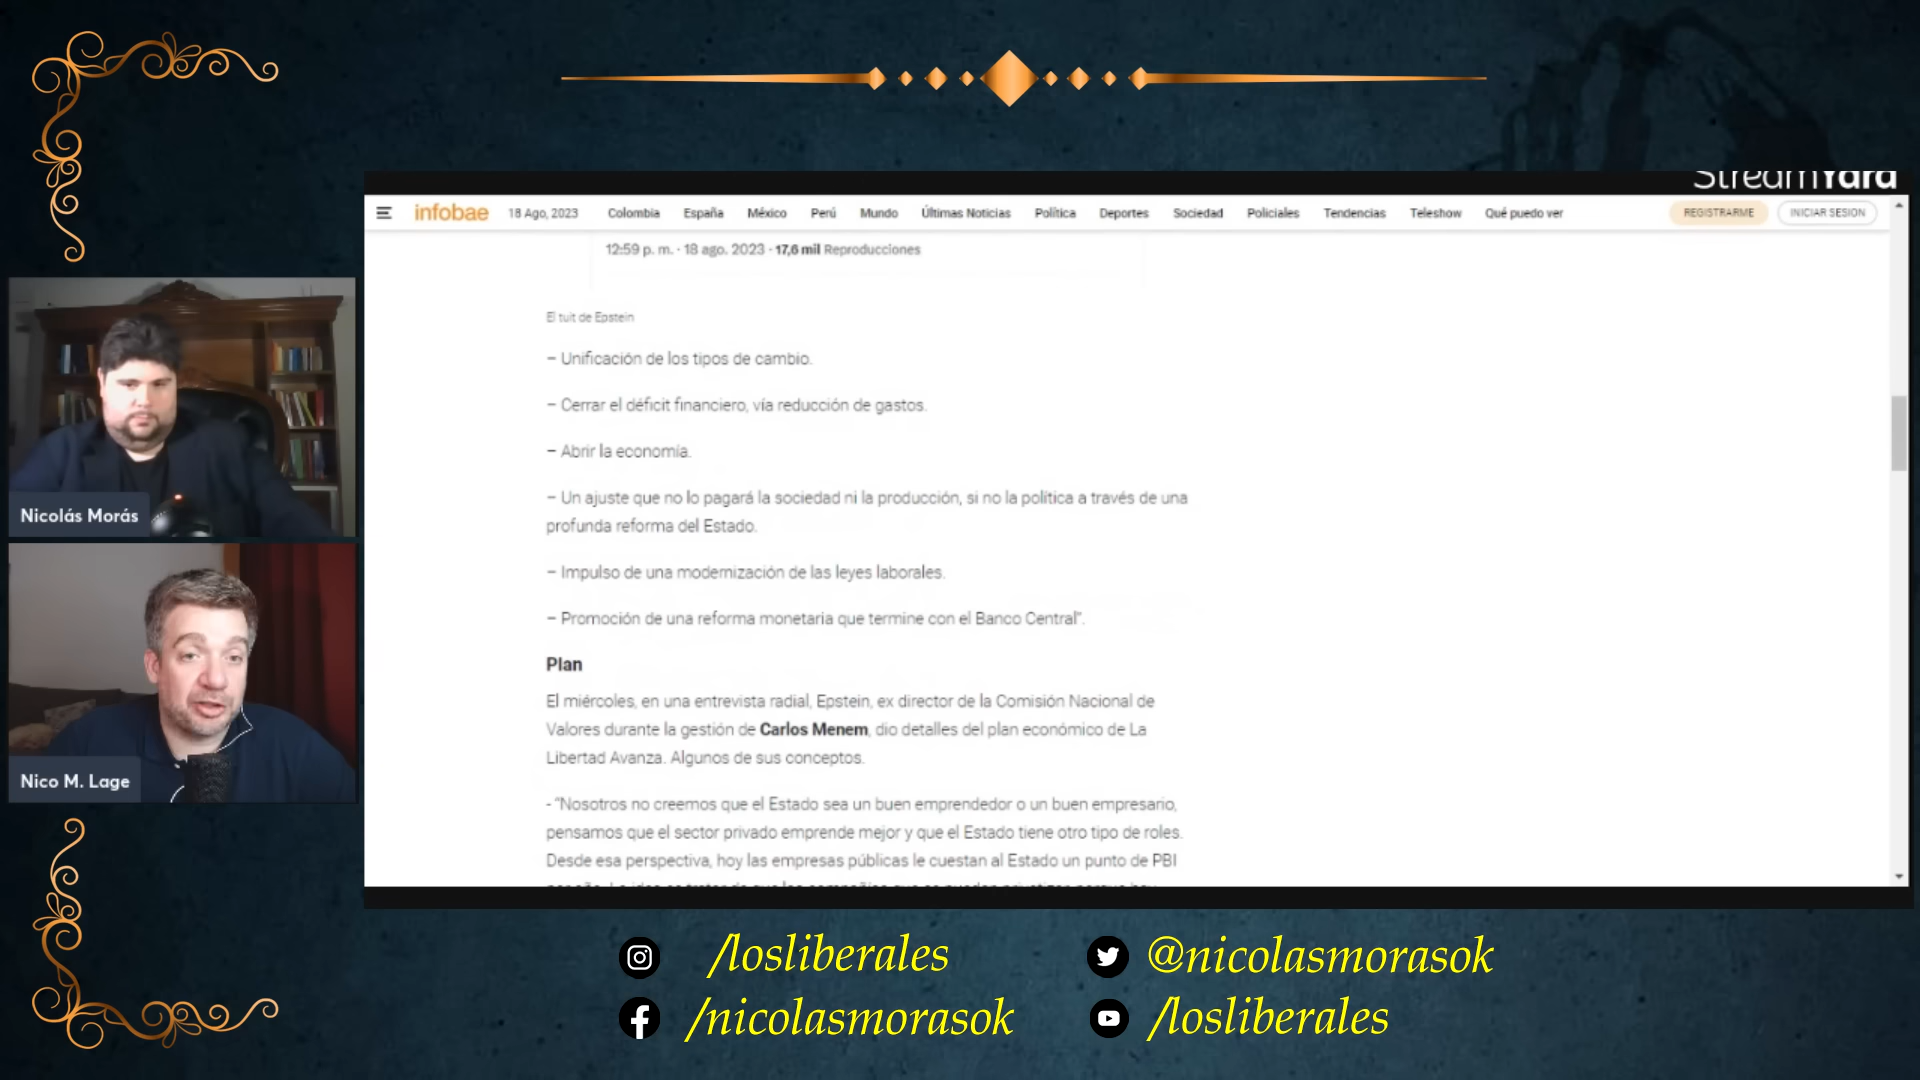 StreamYard
infobae 18 Ago, 2023 Colombia España México Perú Mundo Últimas Noticias Política Deportes Sociedad Policiales Tendencias Teleshow Qué puedo ver REGISTRARME INICIAR SESION
12:59 p. m. · 18 ago. 2023 · 17,6 mil Reproducciones
El tuit de Epstein
– Unificación de los tipos de cambio.
– Cerrar el déficit financiero, vía reducción de gastos.
– Abrir la economía.
– Un ajuste que no lo pagará la sociedad ni la producción, si no la política a través de una
profunda reforma del Estado.
– Impulso de una modernización de las leyes laborales.
– Promoción de una reforma monetaria que termine con el Banco Central”.
Plan
El miércoles, en una entrevista radial, Epstein, ex director de la Comisión Nacional de
Valores durante la gestión de Carlos Menem, dio detalles del plan económico de La
Libertad Avanza. Algunos de sus conceptos.
- “Nosotros no creemos que el Estado sea un buen emprendedor o un buen empresario,
pensamos que el sector privado emprende mejor y que el Estado tiene otro tipo de roles.
Desde esa perspectiva, hoy las empresas públicas le cuestan al Estado un punto de PBI
Nicolás Morás
Nico M. Lage
/losliberales
@nicolasmorasok
/nicolasmorasok
/losliberales